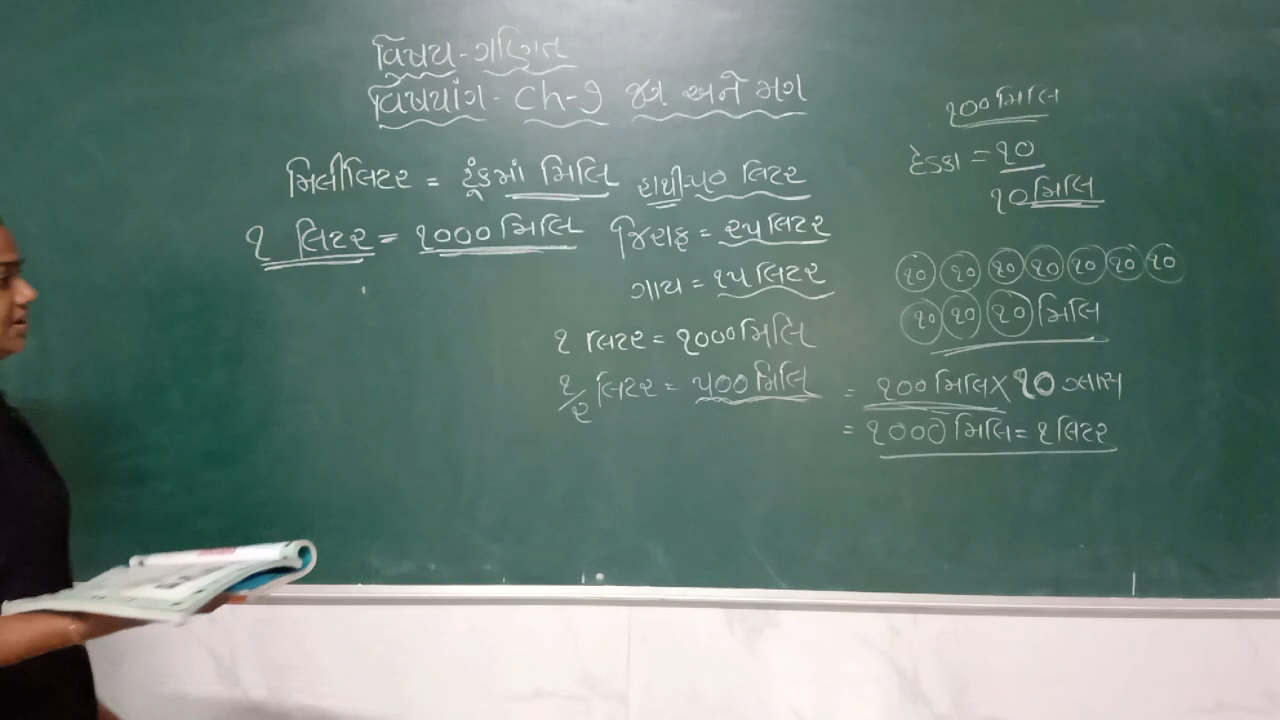 વિષય - ગણિત
વિષયાંગ - Ch-૭ જગ અને મગ
મિલીલિટર = ટૂંકમાં મિલિ
૧ લિટર = ૧૦૦૦ મિલિ
હાથી - ૫૦ લિટર
જિરાફ = ૨૫ લિટર
ગાય = ૧૫ લિટર
૧ લિટર = ૧૦૦૦ મિલિ
૧/૨ લિટર = ૫૦૦ મિલિ
૧૦૦ મિલિ
દેડકા = ૧૦
૧૦ મિલિ
૧૦ ૧૦ ૧૦ ૧૦ ૧૦ ૧૦ ૧૦
૧૦ ૧૦ ૧૦ મિલિ
= ૧૦૦ મિલિ X ૧૦ ગ્લાસ
= ૧૦૦૦ મિલિ = ૧ લિટર